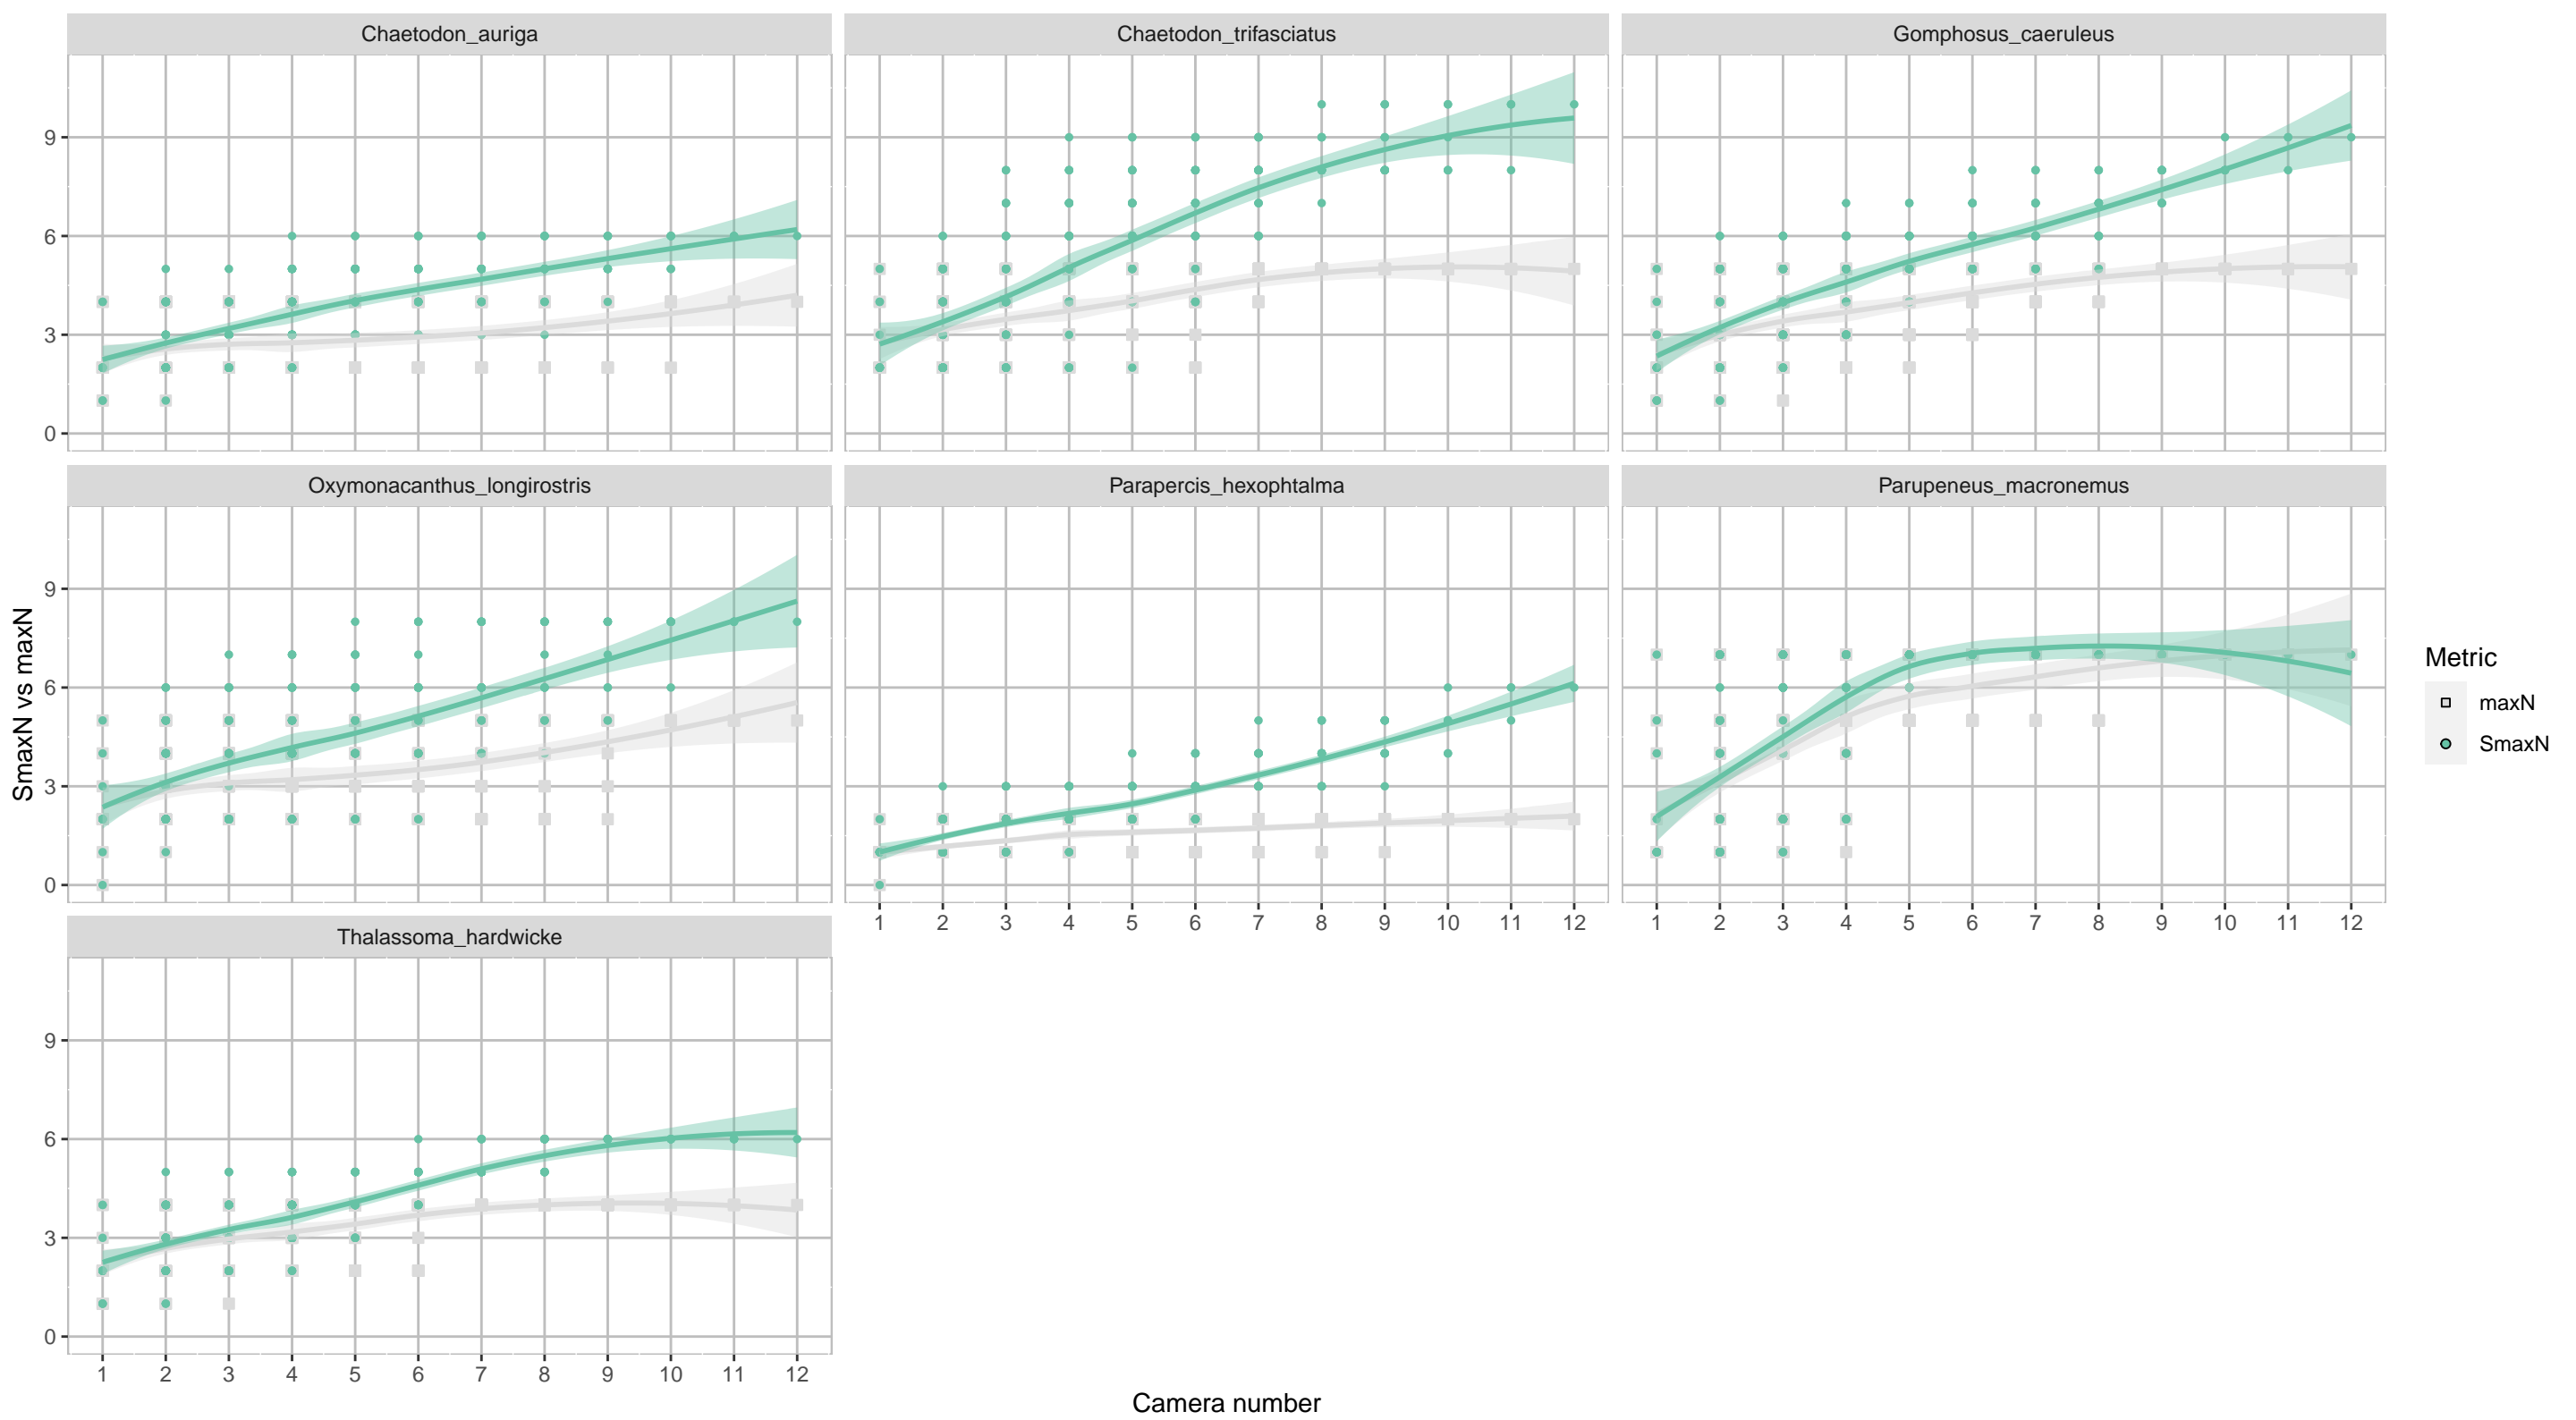 Chaetodon_auriga
Chaetodon_trifasciatus
Gomphosus_caeruleus
9
6
3
0
Oxymonacanthus_longirostris
Parapercis_hexophtalma
Parupeneus_macronemus
9
6
3
0
1 2 3 4 5 6 7 8 9 10 11 12
1 2 3 4 5 6 7 8 9 10 11 12
Thalassoma_hardwicke
9
6
3
0
1 2 3 4 5 6 7 8 9 10 11 12
Camera number
SmaxN vs maxN
Metric
maxN
SmaxN